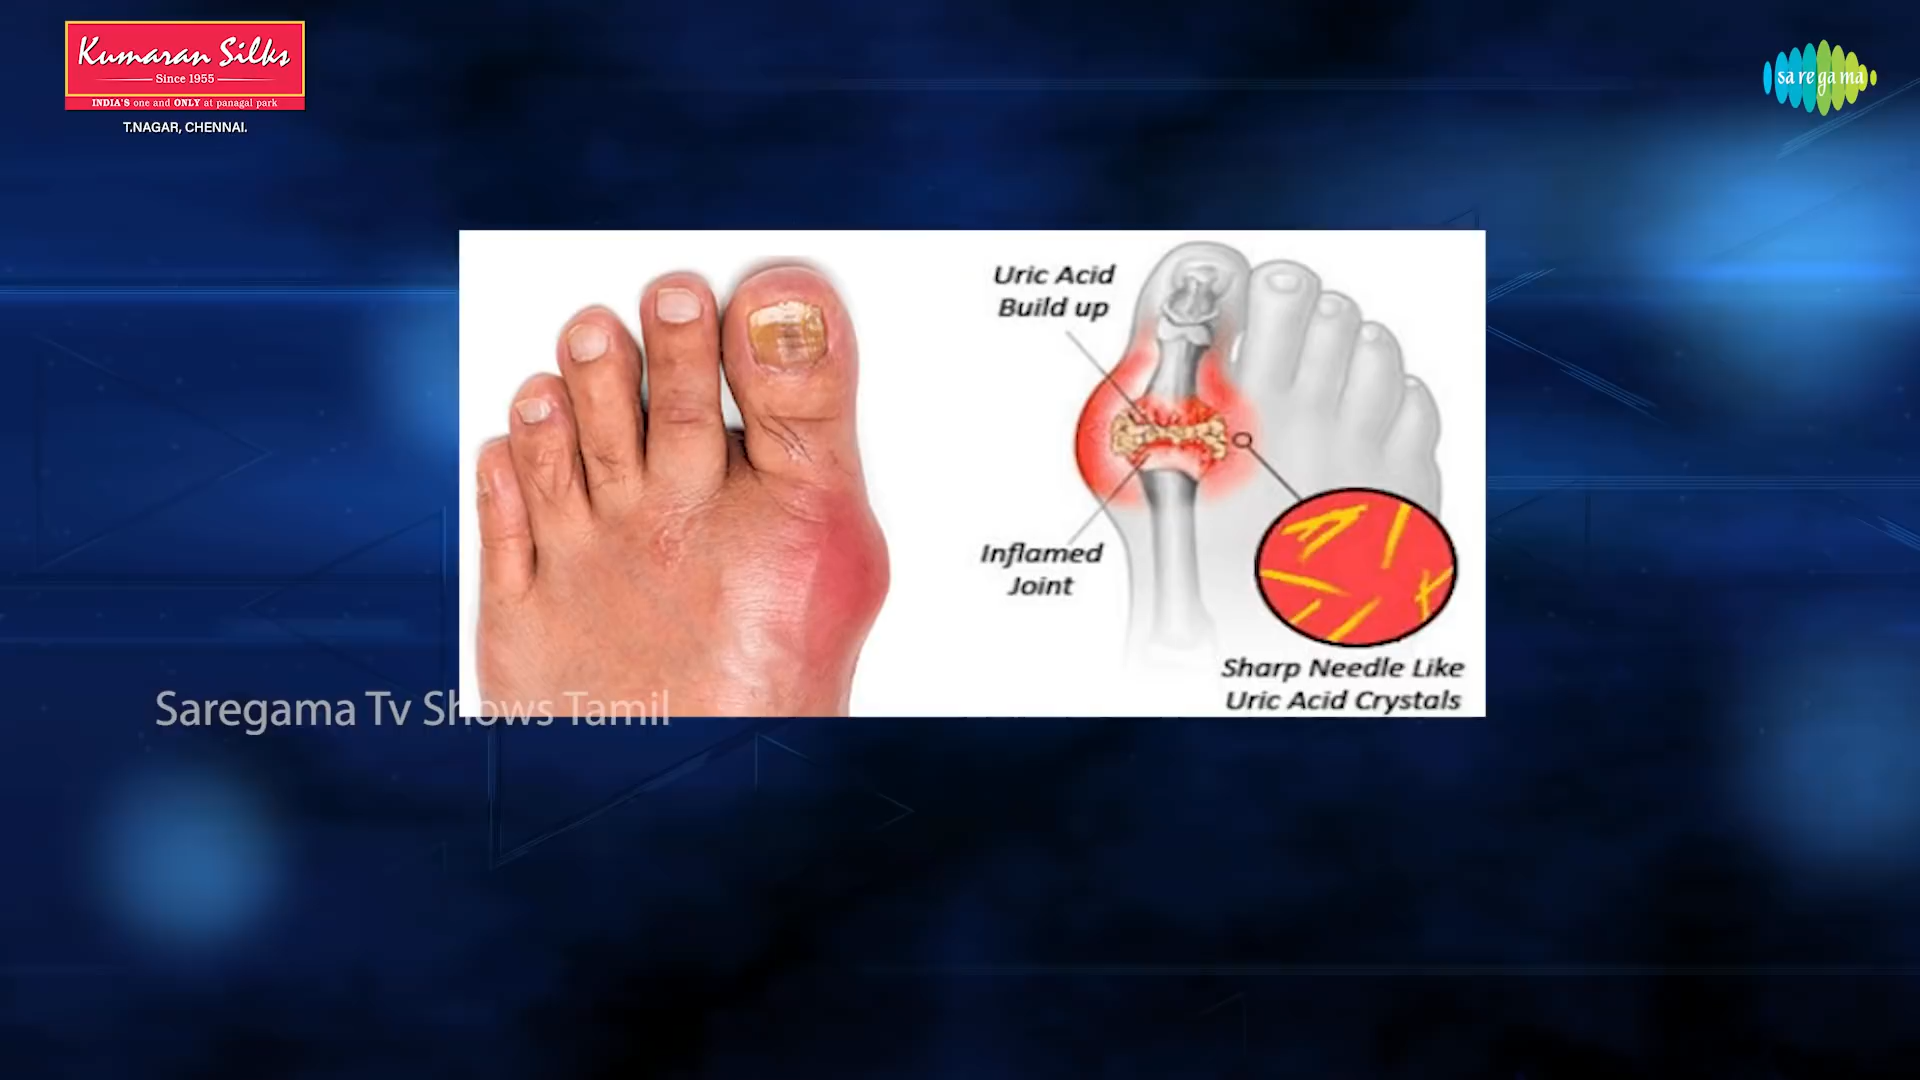 Kumaran Silks
Since 1955
INDIA'S one and ONLY at panagal park
T.NAGAR, CHENNAI.
sa re ga ma
Uric Acid
Build up
Inflamed
Joint
Sharp Needle Like
Uric Acid Crystals
Saregama Tv Shows Tamil